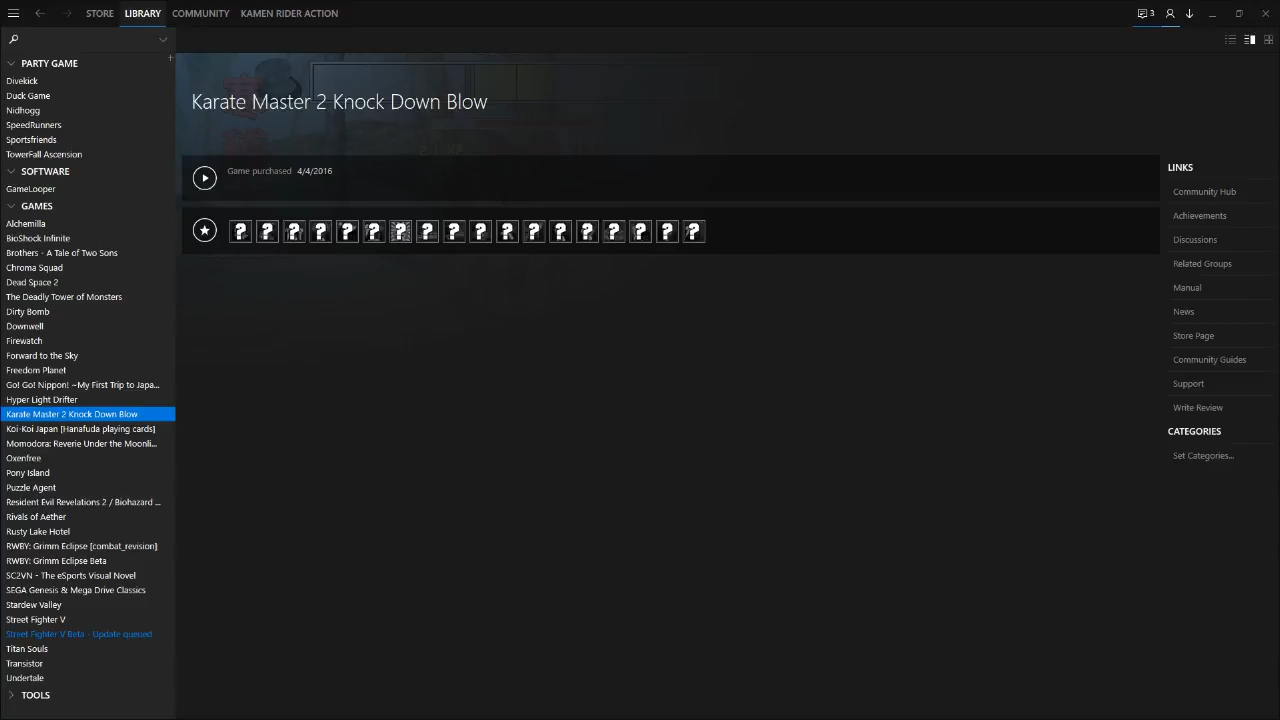 STORE
LIBRARY
COMMUNITY
KAMEN RIDER ACTION
3
PARTY GAME
Divekick
Duck Game
Nidhogg
SpeedRunners
Sportsfriends
TowerFall Ascension
SOFTWARE
GameLooper
GAMES
Alchemilla
BioShock Infinite
Brothers - A Tale of Two Sons
Chroma Squad
Dead Space 2
The Deadly Tower of Monsters
Dirty Bomb
Downwell
Firewatch
Forward to the Sky
Freedom Planet
Go! Go! Nippon! ~My First Trip to Japa...
Hyper Light Drifter
Karate Master 2 Knock Down Blow
Koi-Koi Japan [Hanafuda playing cards]
Momodora: Reverie Under the Moonli...
Oxenfree
Pony Island
Puzzle Agent
Resident Evil Revelations 2 / Biohazard ...
Rivals of Aether
Rusty Lake Hotel
RWBY: Grimm Eclipse [combat_revision]
RWBY: Grimm Eclipse Beta
SC2VN - The eSports Visual Novel
SEGA Genesis & Mega Drive Classics
Stardew Valley
Street Fighter V
Street Fighter V Beta - Update queued
Titan Souls
Transistor
Undertale
TOOLS
Karate Master 2 Knock Down Blow
Game purchased 4/4/2016
? ? ? ? ? ? ? ? ? ? ? ? ? ? ? ? ? ?
LINKS
Community Hub
Achievements
Discussions
Related Groups
Manual
News
Store Page
Community Guides
Support
Write Review
CATEGORIES
Set Categories...